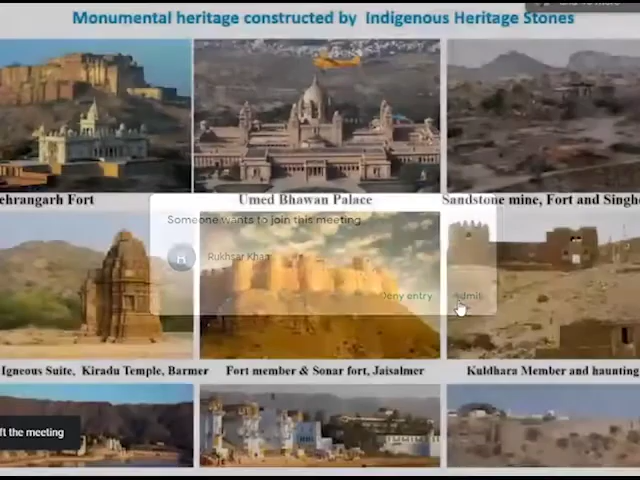 Monumental heritage constructed by Indigenous Heritage Stones
ehrangarh Fort
Umed Bhawan Palace
Sandstone mine, Fort and Singho
Someone wants to join this meeting
R
Rukhsar Khan
Deny entry
Admit
Igneous Suite, Kiradu Temple, Barmer
Fort member & Sonar fort, Jaisalmer
Kuldhara Member and haunting
ft the meeting